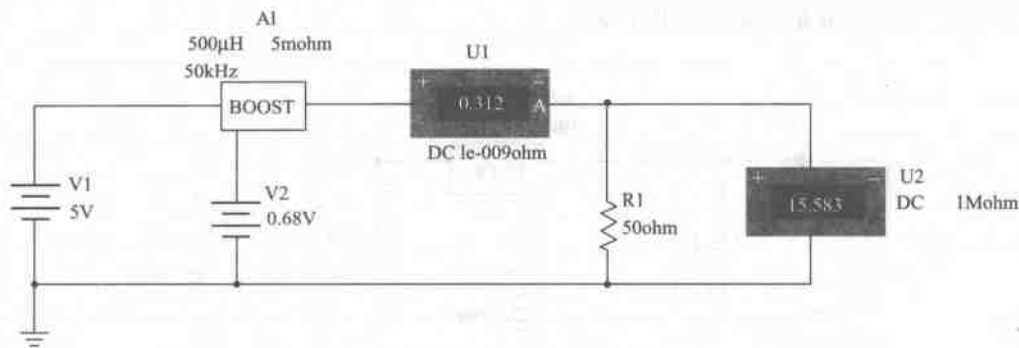 A1
500μH 5mohm
50kHz
BOOST
U1
+ −
0.312 A
DC 1e-009ohm
V1
5V
V2
0.68V
R1
50ohm
+ −
15.583
U2
DC 1Mohm